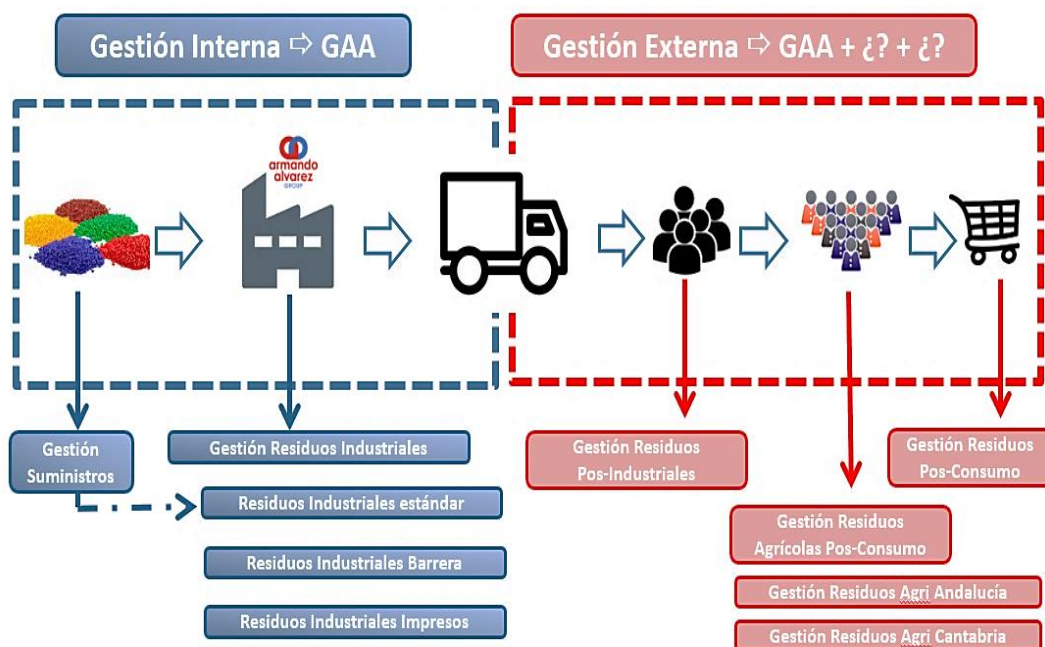 Gestión Interna ⇨ GAA
Gestión Externa ⇨ GAA + ¿? + ¿?
armando
alvarez
GROUP
Gestión
Suministros
Gestión Residuos Industriales
Residuos Industriales estándar
Residuos Industriales Barrera
Residuos Industriales Impresos
Gestión Residuos
Pos-Industriales
Gestión Residuos
Pos-Consumo
Gestión Residuos
Agrícolas Pos-Consumo
Gestión Residuos Agri Andalucía
Gestión Residuos Agri Cantabria